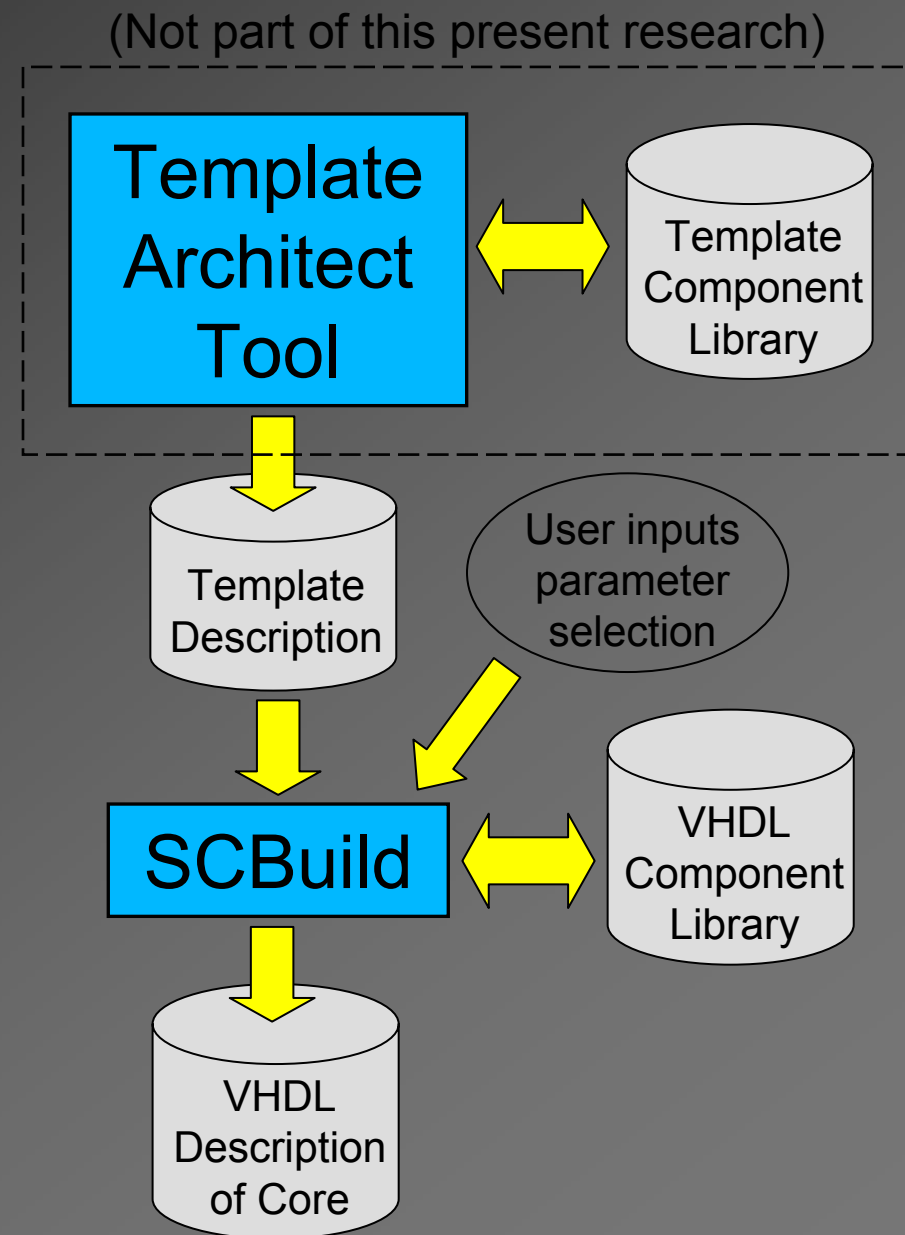 (Not part of this present research)
Template
Architect
Tool
Template
Component
Library
Template
Description
User inputs
parameter
selection
SCBuild
VHDL
Component
Library
VHDL
Description
of Core